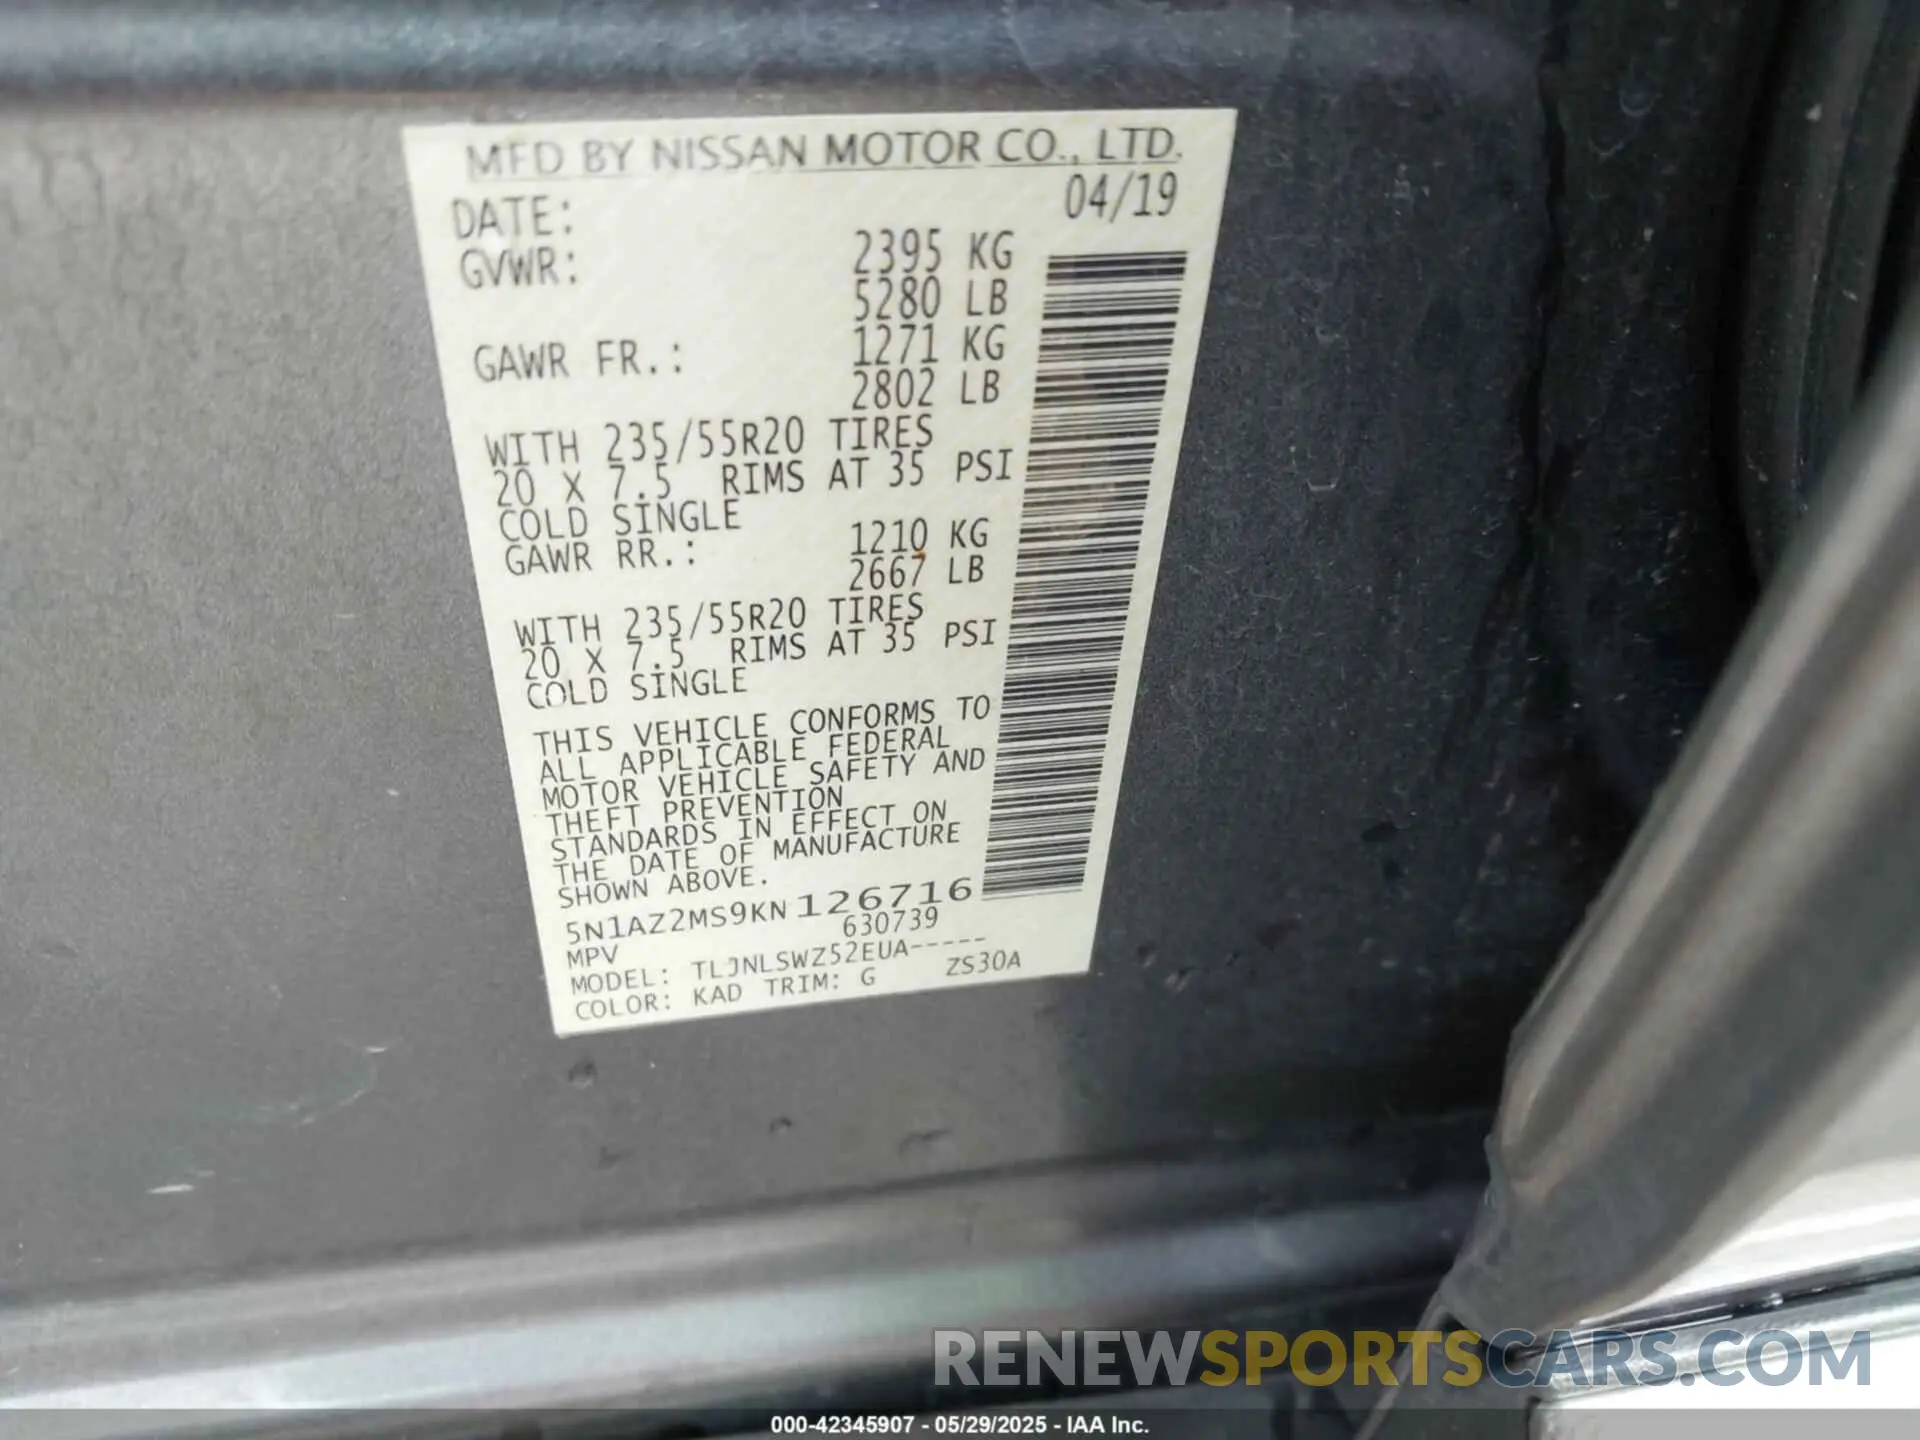 MFD BY NISSAN MOTOR CO., LTD.
DATE: 04/19
GVWR: 2395 KG
5280 LB
GAWR FR.: 1271 KG
2802 LB
WITH 235/55R20 TIRES
20 X 7.5 RIMS AT 35 PSI
COLD SINGLE
GAWR RR.: 1210 KG
2667 LB
WITH 235/55R20 TIRES
20 X 7.5 RIMS AT 35 PSI
COLD SINGLE
THIS VEHICLE CONFORMS TO
ALL APPLICABLE FEDERAL
MOTOR VEHICLE SAFETY AND
THEFT PREVENTION
STANDARDS IN EFFECT ON
THE DATE OF MANUFACTURE
SHOWN ABOVE.
5N1AZ2MS9KN126716
MPV 630739
MODEL: TLJNLSWZ52EUA-----
COLOR: KAD TRIM: G ZS30A
RENEWSPORTSCARS.COM
000-42345907 - 05/29/2025 - IAA Inc.